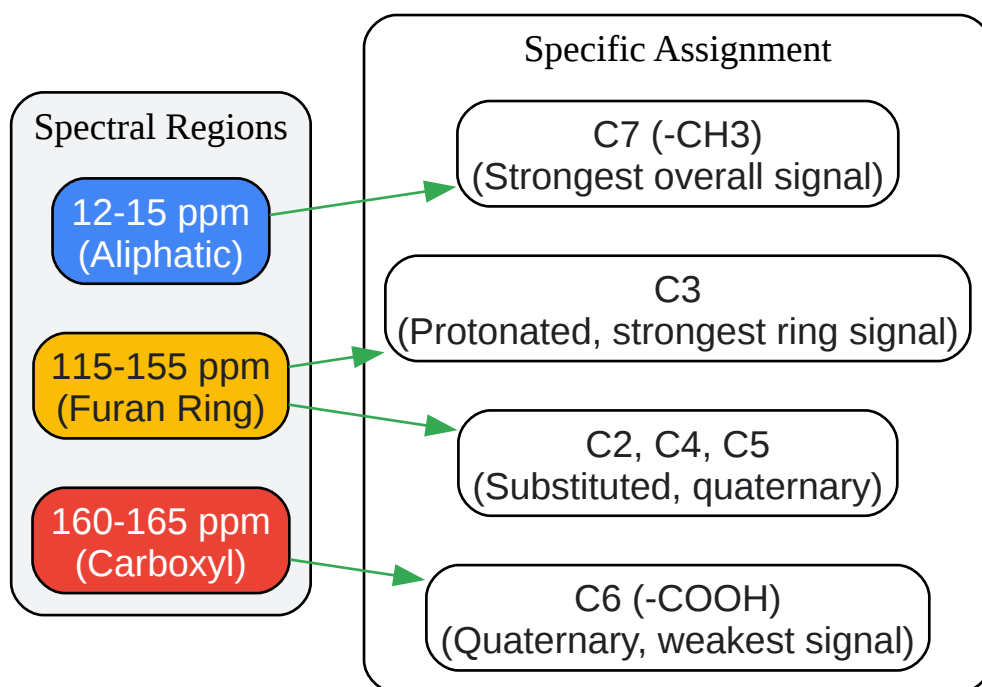 Spectral Regions
12-15 ppm
(Aliphatic)
115-155 ppm
(Furan Ring)
160-165 ppm
(Carboxyl)
Specific Assignment
C7 (-CH3)
(Strongest overall signal)
C3
(Protonated, strongest ring signal)
C2, C4, C5
(Substituted, quaternary)
C6 (-COOH)
(Quaternary, weakest signal)